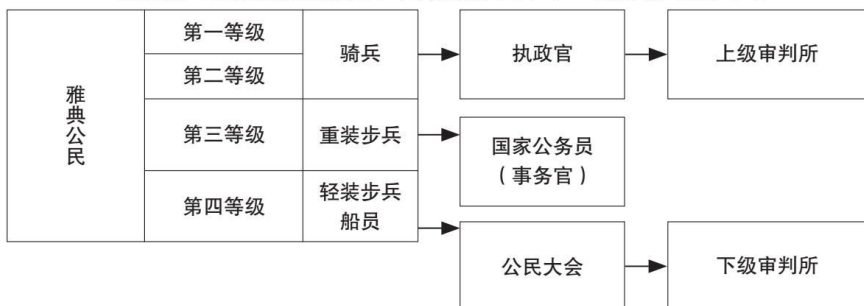 雅典公民
第一等级
第二等级
骑兵
执政官
上级审判所
第三等级
重装步兵
国家公务员
（事务官）
第四等级
轻装步兵
船员
公民大会
下级审判所